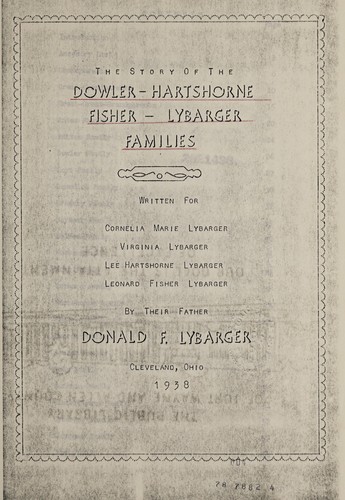 THE STORY OF THE
DOWLER - HARTSHORNE
FISHER - LYBARGER
FAMILIES
WRITTEN FOR
CORNELIA MARIE LYBARGER
VIRGINIA LYBARGER
LEE HARTSHORNE LYBARGER
LEONARD FISHER LYBARGER
BY THEIR FATHER
DONALD F. LYBARGER
CLEVELAND, OHIO
1938